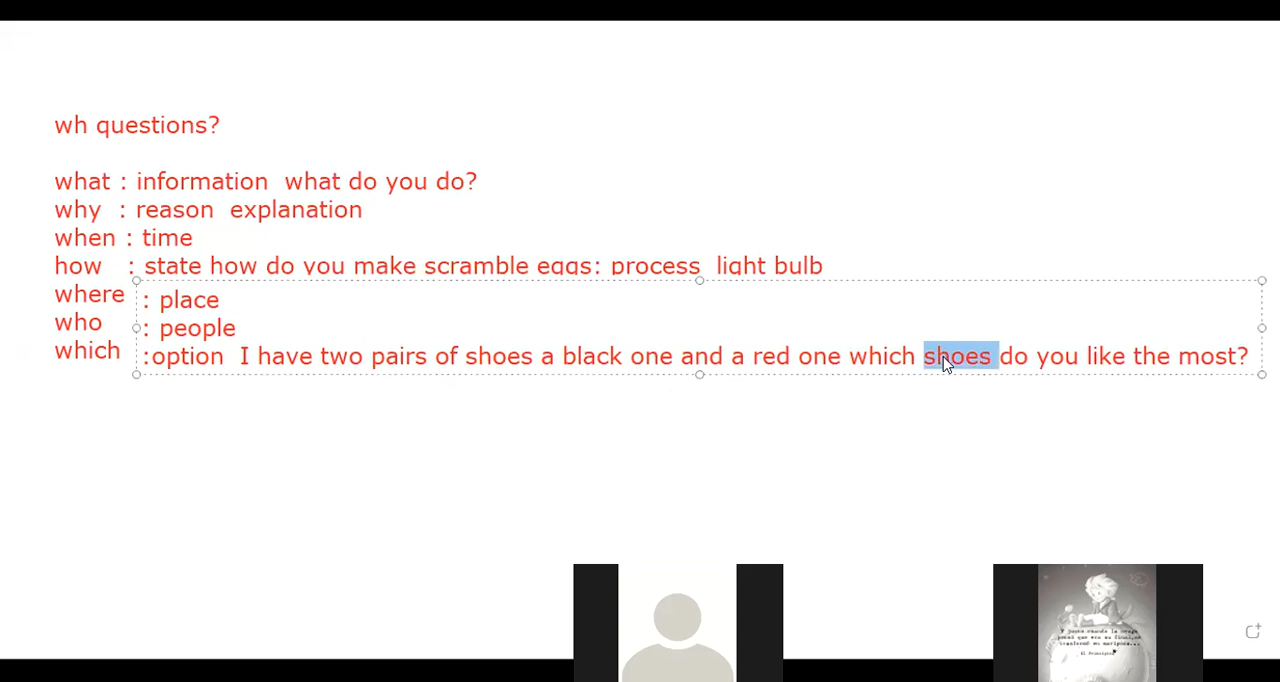 wh questions?
what : information what do you do?
why : reason explanation
when : time
how : state how do you make scramble eggs: process light bulb
where : place
who : people
which :option I have two pairs of shoes a black one and a red one which shoes do you like the most?
El Principito